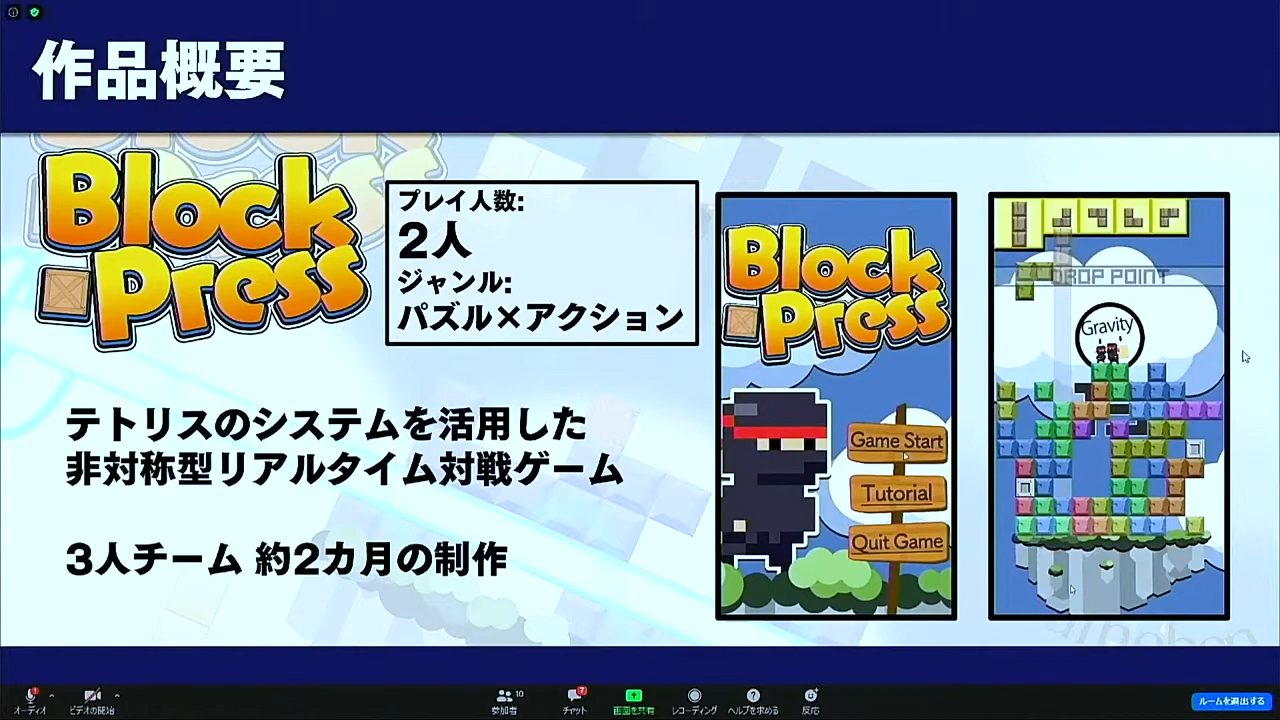 作品概要
Block
Press
プレイ人数:
2人
ジャンル:
パズル×アクション
テトリスのシステムを活用した
非対称型リアルタイム対戦ゲーム
3人チーム 約2カ月の制作
Block
Press
Game Start
Tutorial
Quit Game
DROP POINT
Gravity
オーディオ
ビデオの開始
参加者
10
チャット
7
画面を共有
レコーディング
ヘルプを求める
反応
ルームを退出する